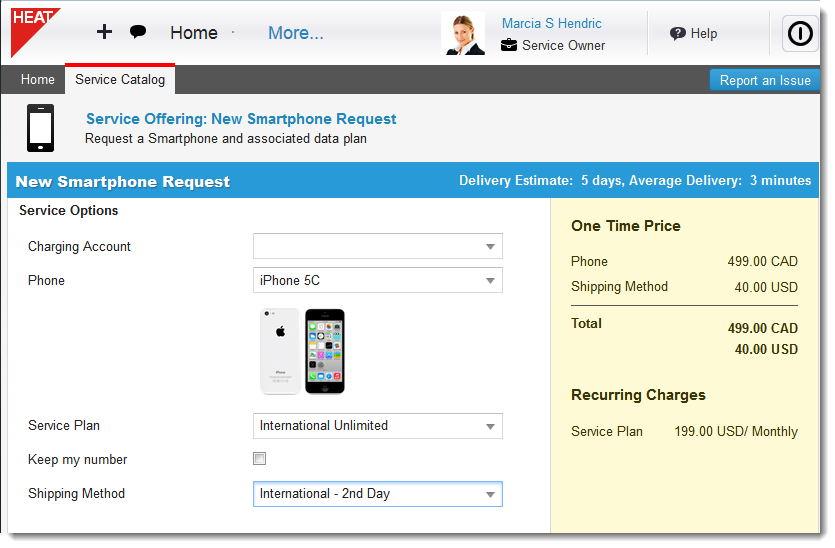 HEAT
Home
More...
Marcia S Hendric
Service Owner
Help
Home
Service Catalog
Report an Issue
Service Offering: New Smartphone Request
Request a Smartphone and associated data plan
New Smartphone Request
Delivery Estimate: 5 days, Average Delivery: 3 minutes
Service Options
Charging Account
Phone
iPhone 5C
Service Plan
International Unlimited
Keep my number
Shipping Method
International - 2nd Day
One Time Price
Phone 499.00 CAD
Shipping Method 40.00 USD
Total 499.00 CAD
40.00 USD
Recurring Charges
Service Plan 199.00 USD/ Monthly